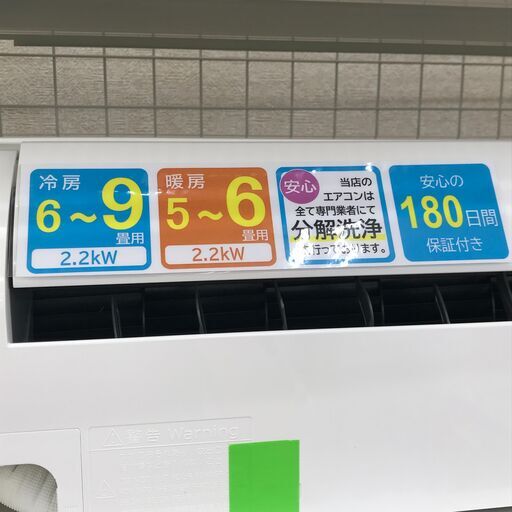 冷房
6～9
畳用
2.2kW
暖房
5～6
畳用
2.2kW
安心
当店の
エアコンは
全て専門業者にて
分解洗浄
行っております。
安心の
180日間
保証付き
警告 Warning